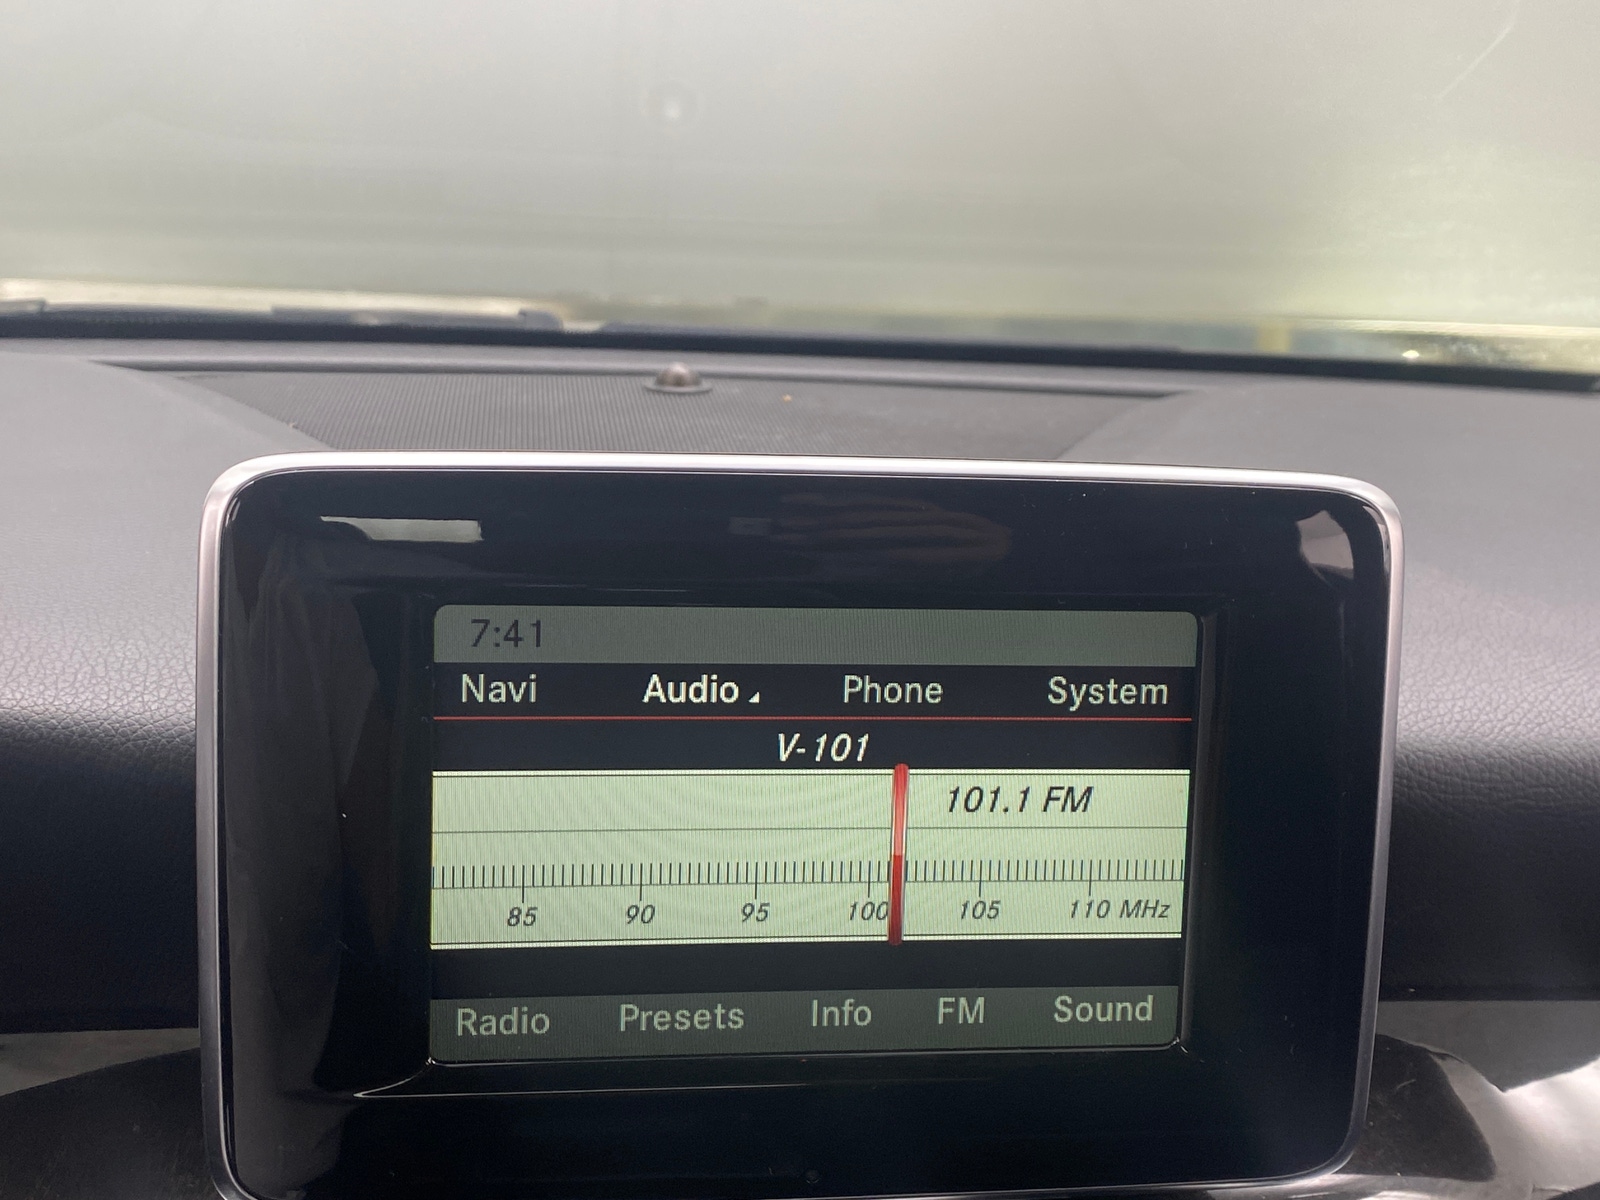 7:41
Navi Audio Phone System
V-101
101.1 FM
85 90 95 100 105 110 MHz
Radio Presets Info FM Sound